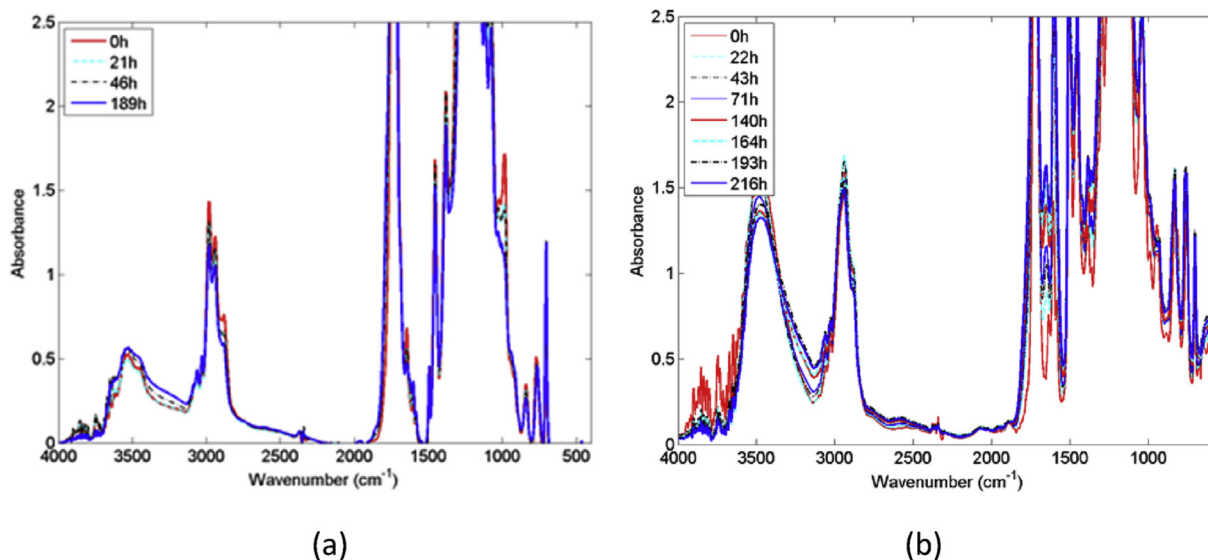 2.5
2
1.5
1
0.5
0
Absorbance
0h
21h
46h
189h
4000 3500 3000 2500 2000 1500 1000 500
Wavenumber (cm-1)
(a)
2.5
2
1.5
1
0.5
0
Absorbance
0h
22h
43h
71h
140h
164h
193h
216h
4000 3500 3000 2500 2000 1500 1000
Wavenumber (cm-1)
(b)